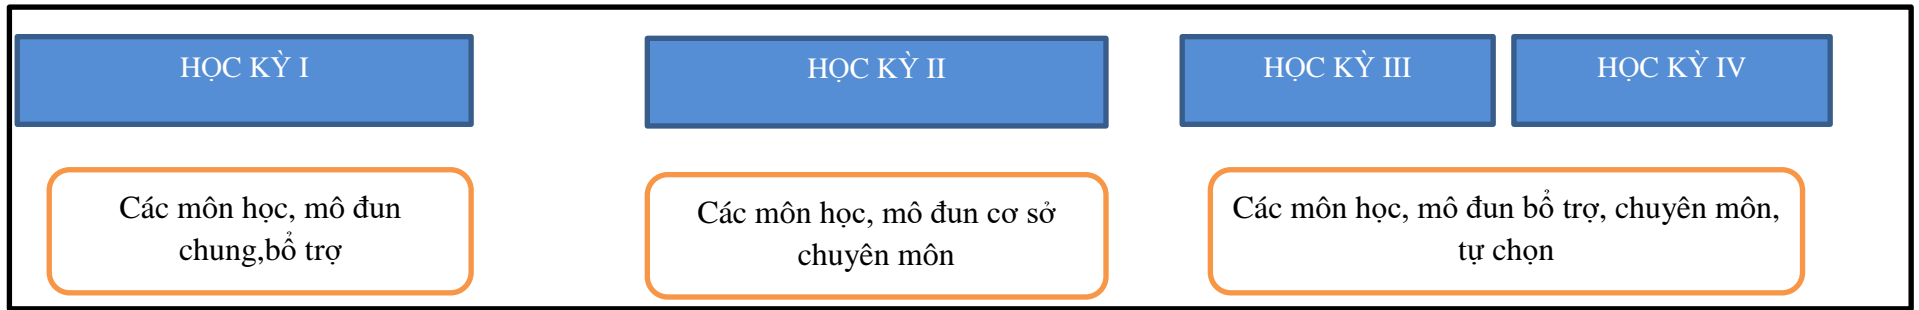 HỌC KỲ I
HỌC KỲ II
HỌC KỲ III
HỌC KỲ IV
Các môn học, mô đun
chung,bổ trợ
Các môn học, mô đun cơ sở
chuyên môn
Các môn học, mô đun bổ trợ, chuyên môn,
tự chọn